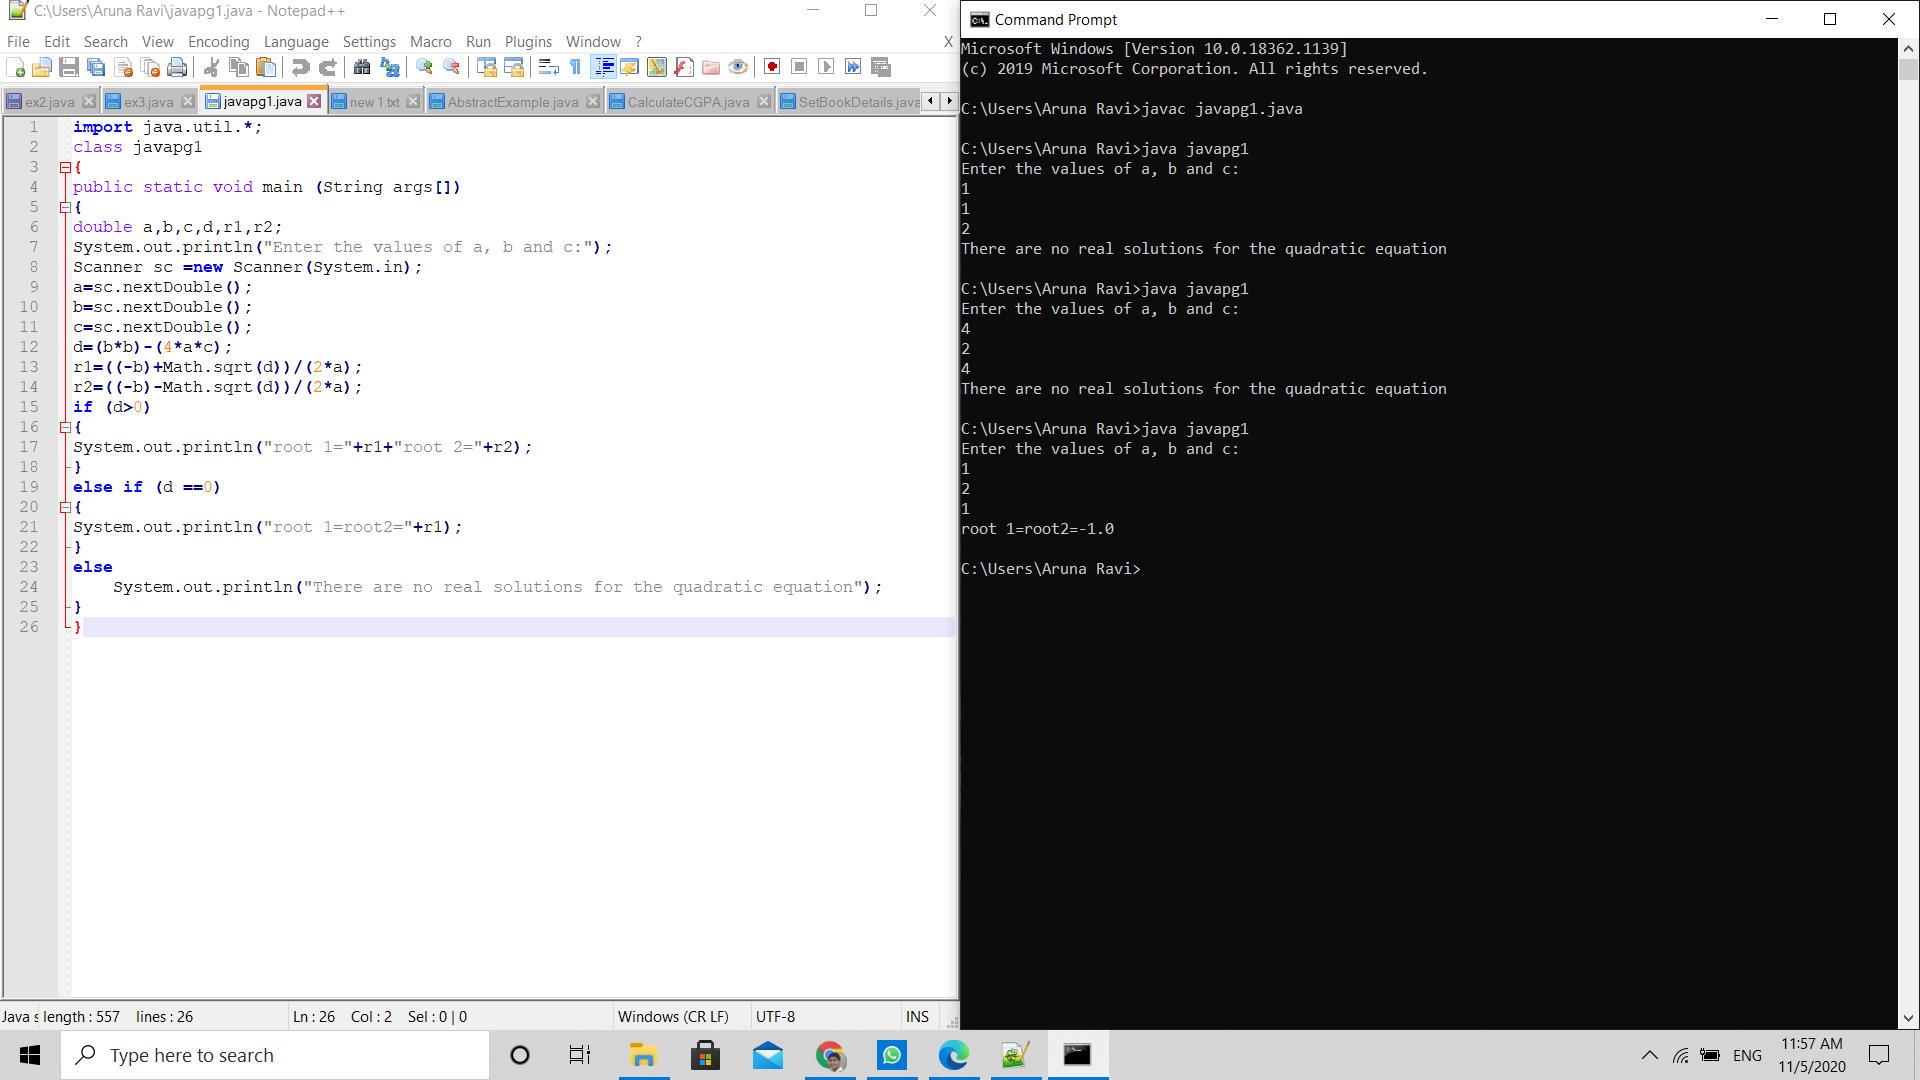 C:\Users\Aruna Ravi\javapg1.java - Notepad++
File Edit Search View Encoding Language Settings Macro Run Plugins Window ? X
ex2.java ex3.java javapg1.java new 1.txt AbstractExample.java CalculateCGPA.java SetBookDetails.java
1 import java.util.*;
2 class javapg1
3 {
4 public static void main (String args[])
5 {
6 double a,b,c,d,r1,r2;
7 System.out.println("Enter the values of a, b and c:");
8 Scanner sc =new Scanner(System.in);
9 a=sc.nextDouble();
10 b=sc.nextDouble();
11 c=sc.nextDouble();
12 d=(b*b)-(4*a*c);
13 r1=((-b)+Math.sqrt(d))/(2*a);
14 r2=((-b)-Math.sqrt(d))/(2*a);
15 if (d>0)
16 {
17 System.out.println("root 1="+r1+"root 2="+r2);
18 }
19 else if (d ==0)
20 {
21 System.out.println("root 1=root2="+r1);
22 }
23 else
24 System.out.println("There are no real solutions for the quadratic equation");
25 }
26 }
Java s length : 557 lines : 26 Ln : 26 Col : 2 Sel : 0 | 0 Windows (CR LF) UTF-8 INS
Command Prompt
Microsoft Windows [Version 10.0.18362.1139]
(c) 2019 Microsoft Corporation. All rights reserved.
C:\Users\Aruna Ravi>javac javapg1.java
C:\Users\Aruna Ravi>java javapg1
Enter the values of a, b and c:
1
1
2
There are no real solutions for the quadratic equation
C:\Users\Aruna Ravi>java javapg1
Enter the values of a, b and c:
4
2
4
There are no real solutions for the quadratic equation
C:\Users\Aruna Ravi>java javapg1
Enter the values of a, b and c:
1
2
1
root 1=root2=-1.0
C:\Users\Aruna Ravi>
Type here to search
ENG
11:57 AM
11/5/2020